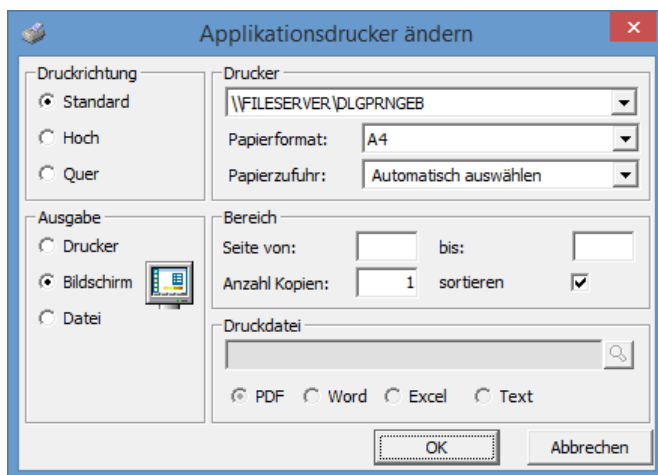 Applikationsdrucker ändern
Druckrichtung
Standard
Hoch
Quer
Drucker
\\FILESERVER\DLGPRNGEB
Papierformat: A4
Papierzufuhr: Automatisch auswählen
Ausgabe
Drucker
Bildschirm
Datei
Bereich
Seite von: bis:
Anzahl Kopien: 1 sortieren
Druckdatei
PDF Word Excel Text
OK Abbrechen